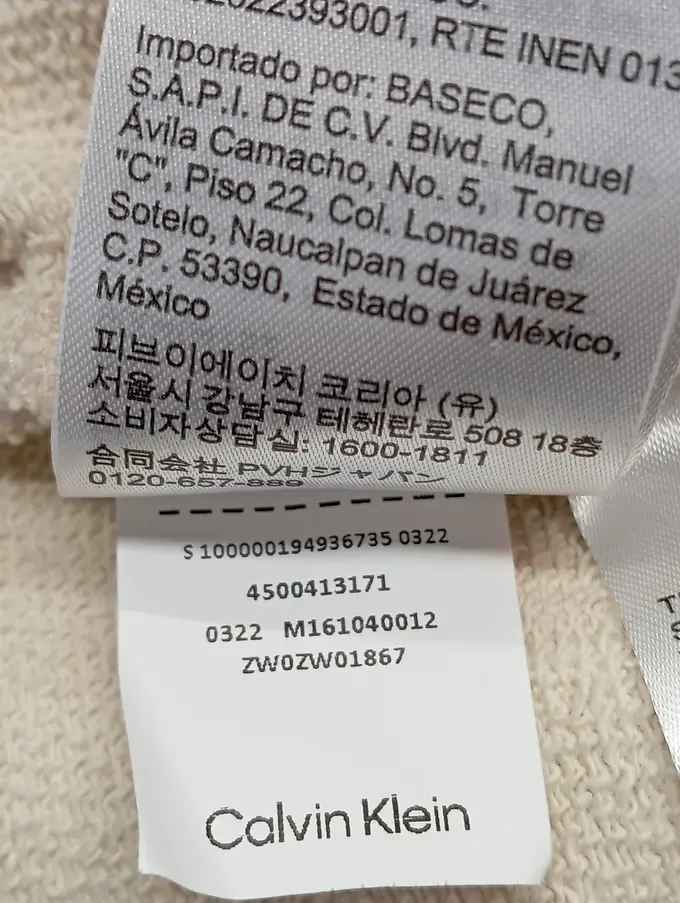 22393001, RTE INEN 013
Importado por: BASECO,
S.A.P.I. DE C.V. Blvd. Manuel
Ávila Camacho, No. 5, Torre
"C", Piso 22, Col. Lomas de
Sotelo, Naucalpan de Juárez
C.P. 53390, Estado de México,
México
피브이에이치 코리아 (유)
서울시 강남구 테헤란로 508 18층
소비자상담실: 1600-1811
合同会社 PVHジャパン
0120-657-889
S 100000194936735 0322
4500413171
0322 M161040012
ZW0ZW01867
Calvin Klein